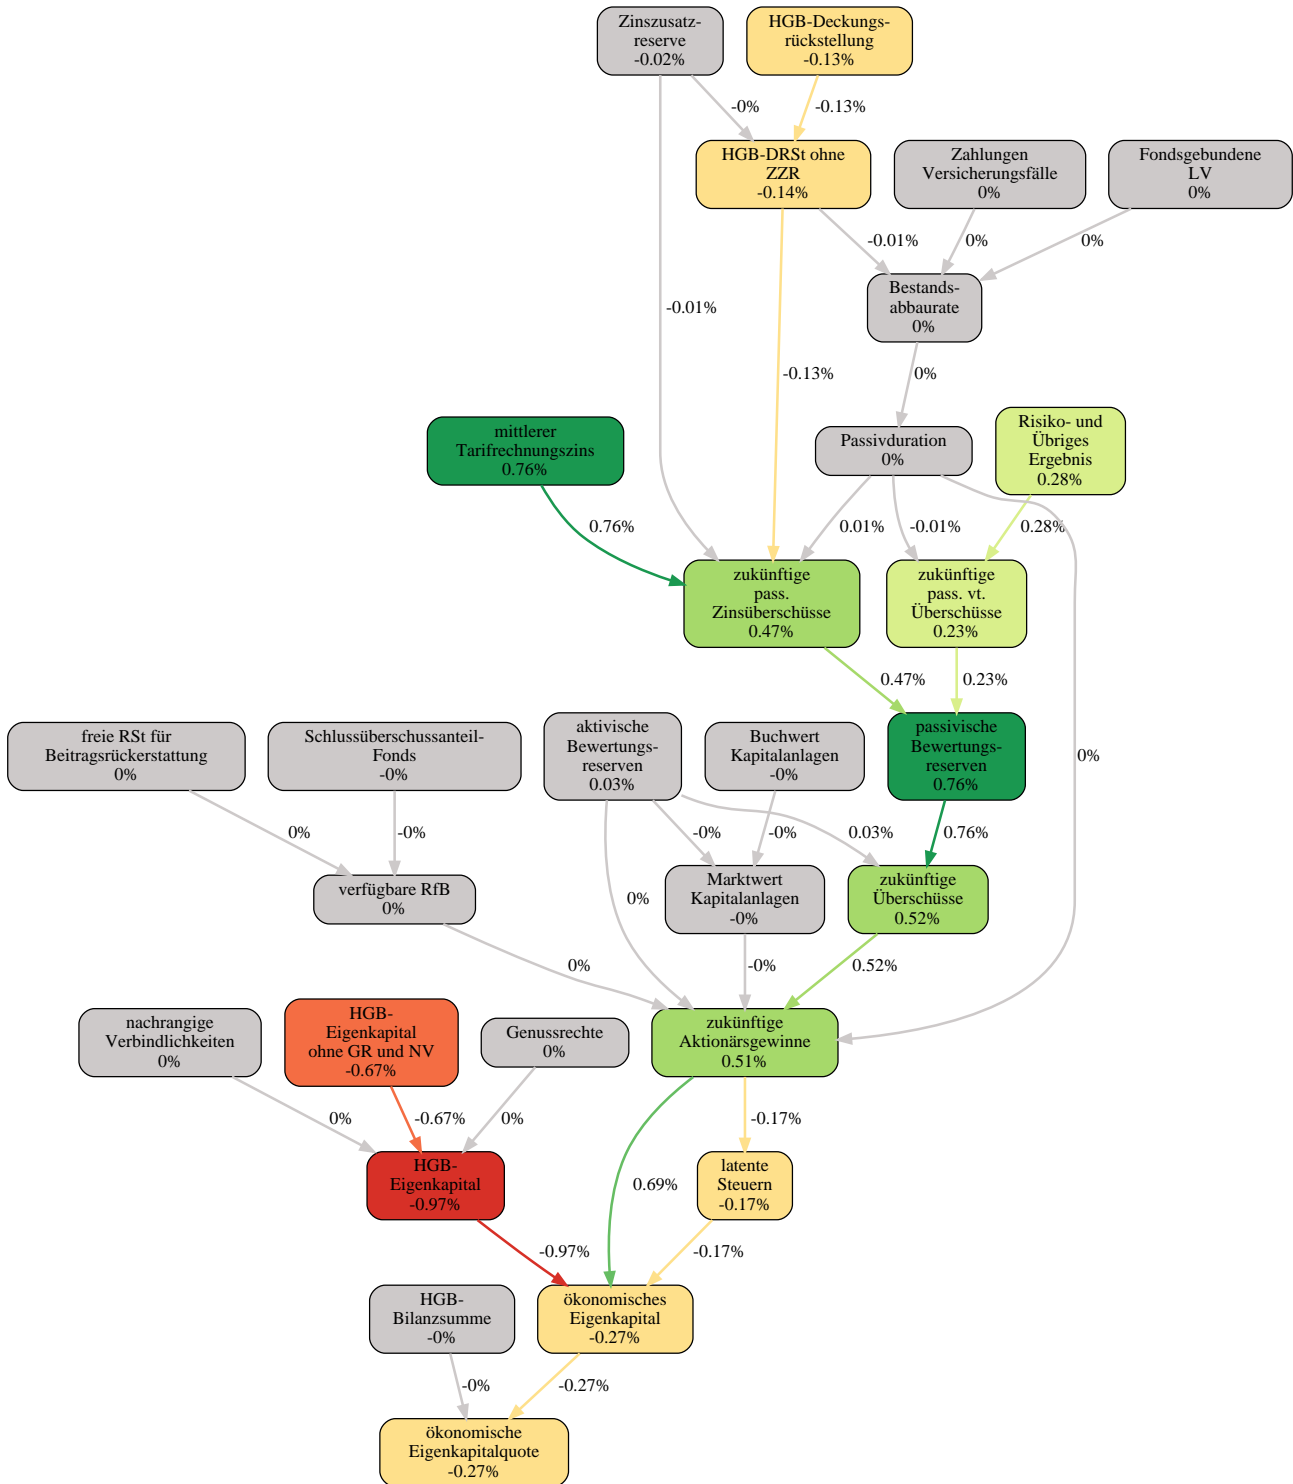 Zinszusatz-
reserve
-0.02%
HGB-Deckungs-
rückstellung
-0.13%
-0%
-0.13%
HGB-DRSt ohne
ZZR
-0.14%
Zahlungen
Versicherungsfälle
0%
Fondsgebundene
LV
0%
-0.01%
0%
0%
Bestands-
abbaurate
0%
-0.01%
-0.13%
0%
mittlerer
Tarifrechnungszins
0.76%
Passivduration
0%
Risiko- und
Übriges
Ergebnis
0.28%
0.76%
0.01%
-0.01%
0.28%
zukünftige
pass.
Zinsüberschüsse
0.47%
zukünftige
pass. vt.
Überschüsse
0.23%
0.47%
0.23%
freie RSt für
Beitragsrückerstattung
0%
Schlussüberschussanteil-
Fonds
-0%
aktivische
Bewertungs-
reserven
0.03%
Buchwert
Kapitalanlagen
-0%
passivische
Bewertungs-
reserven
0.76%
0%
0%
-0%
-0%
-0%
0.03%
0.76%
verfügbare RfB
0%
0%
Marktwert
Kapitalanlagen
-0%
zukünftige
Überschüsse
0.52%
0%
-0%
0.52%
nachrangige
Verbindlichkeiten
0%
HGB-
Eigenkapital
ohne GR und NV
-0.67%
Genussrechte
0%
zukünftige
Aktionärsgewinne
0.51%
0%
-0.67%
0%
-0.17%
HGB-
Eigenkapital
-0.97%
0.69%
latente
Steuern
-0.17%
-0.97%
-0.17%
HGB-
Bilanzsumme
-0%
ökonomisches
Eigenkapital
-0.27%
-0%
-0.27%
ökonomische
Eigenkapitalquote
-0.27%